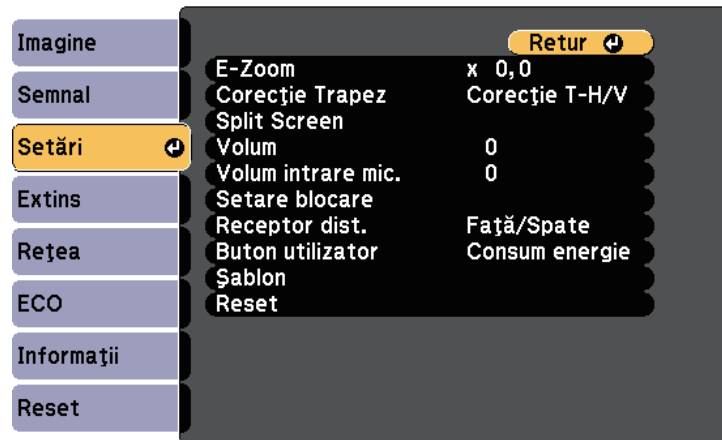 Imagine
Semnal
Setări
Extins
Reţea
ECO
Informaţii
Reset
Retur
E-Zoom x 0,0
Corecţie Trapez Corecţie T-H/V
Split Screen
Volum 0
Volum intrare mic. 0
Setare blocare
Receptor dist. Faţă/Spate
Buton utilizator Consum energie
Şablon
Reset